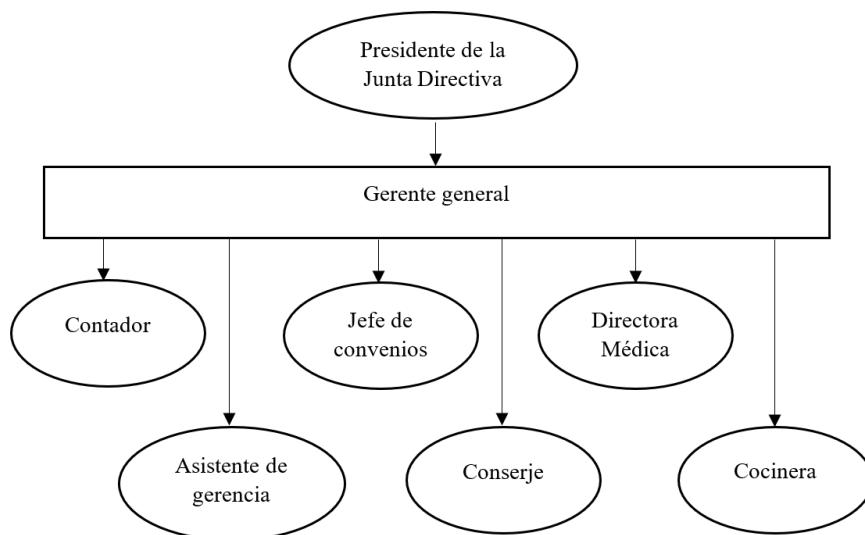 Presidente de la
Junta Directiva
Gerente general
Contador
Jefe de
convenios
Directora
Médica
Asistente de
gerencia
Conserje
Cocinera